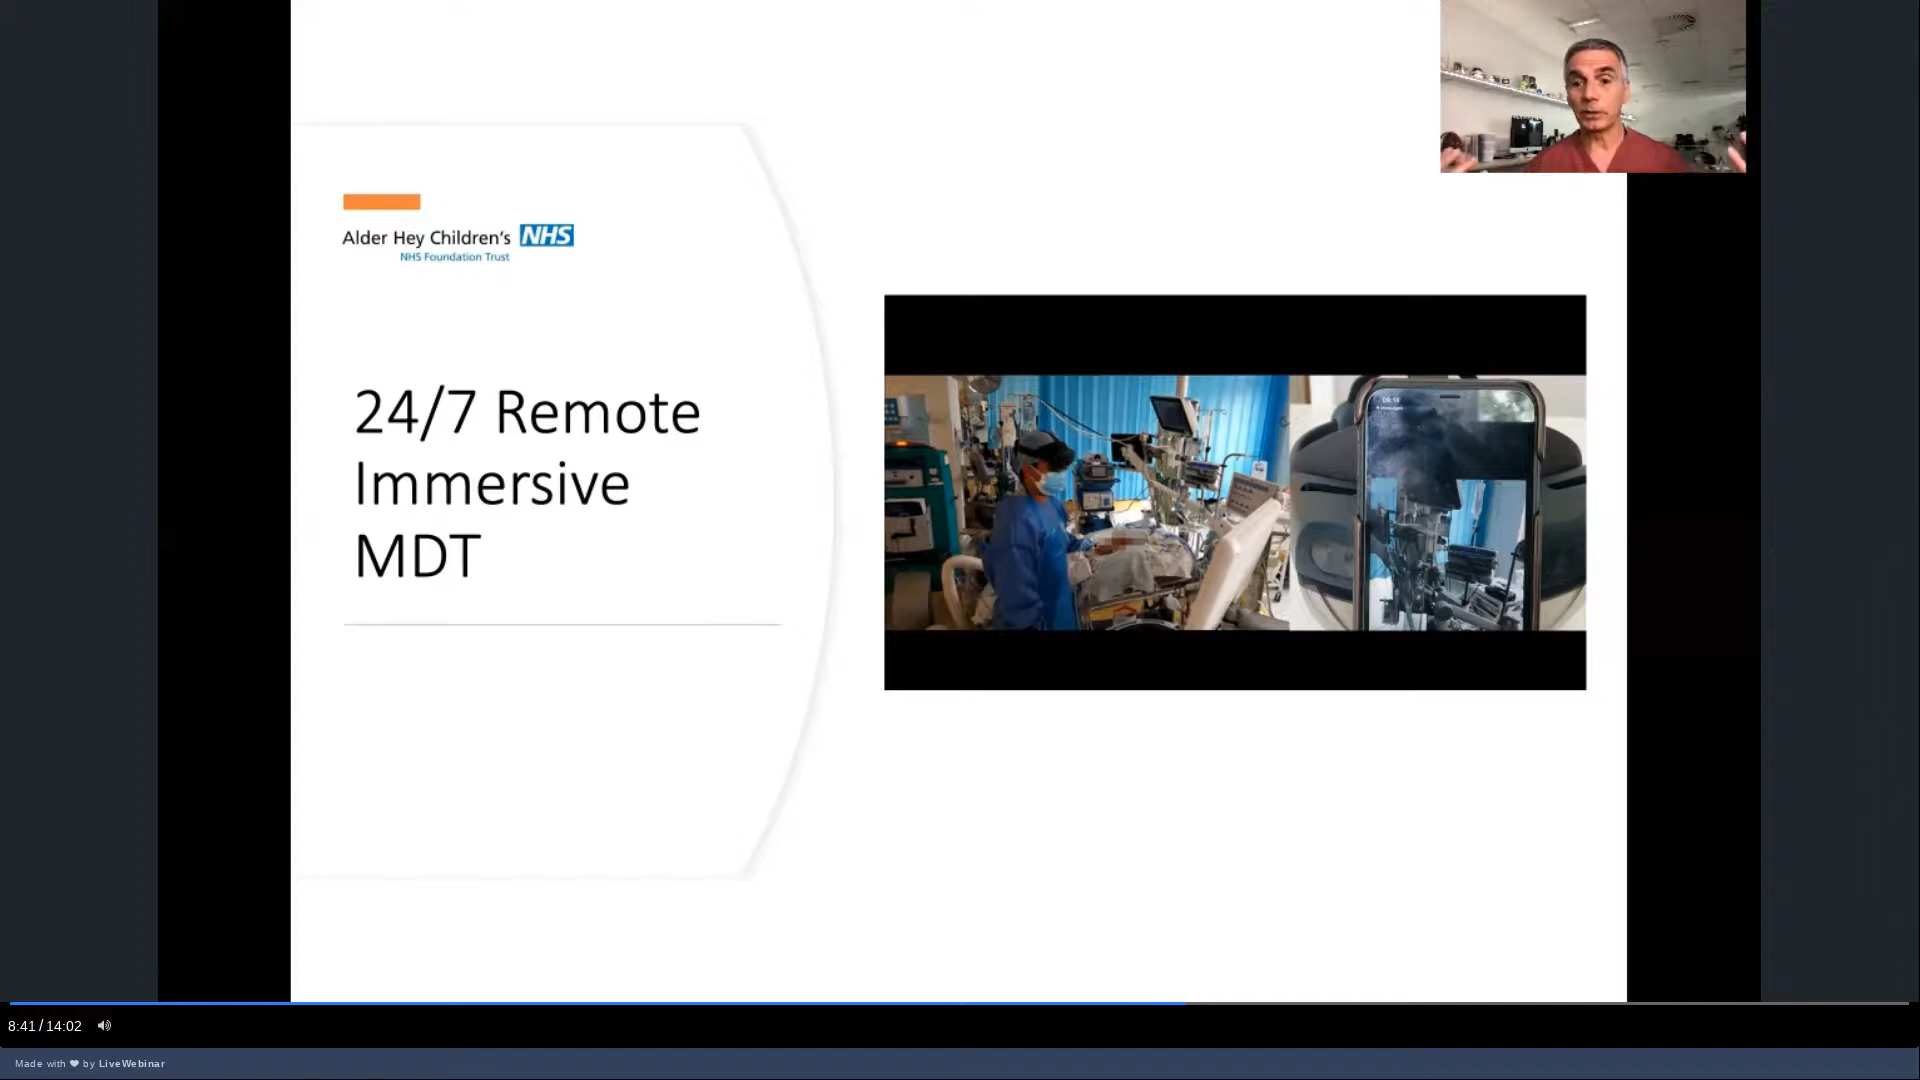 Alder Hey Children's NHS
NHS Foundation Trust
24/7 Remote
Immersive
MDT
8:41 / 14:02
Made with ❤ by LiveWebinar